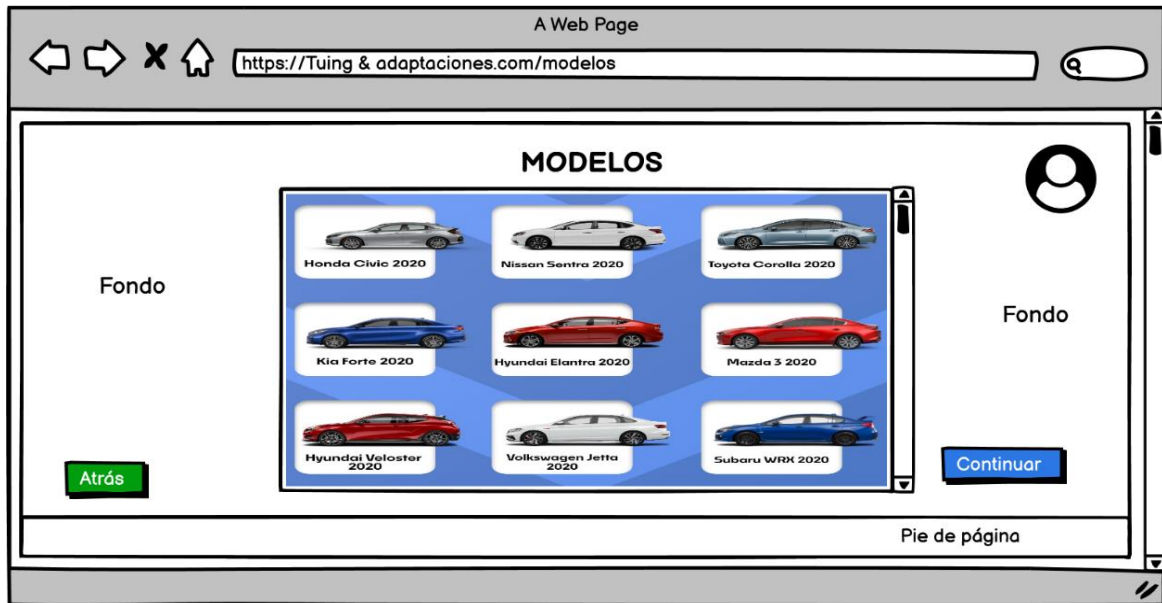 A Web Page
https://Tuing & adaptaciones.com/modelos
MODELOS
Honda Civic 2020
Nissan Sentra 2020
Toyota Corolla 2020
Fondo
Fondo
Kia Forte 2020
Hyundai Elantra 2020
Mazda 3 2020
Hyundai Veloster
2020
Volkswagen Jetta
2020
Subaru WRX 2020
Atrás
Continuar
Pie de página